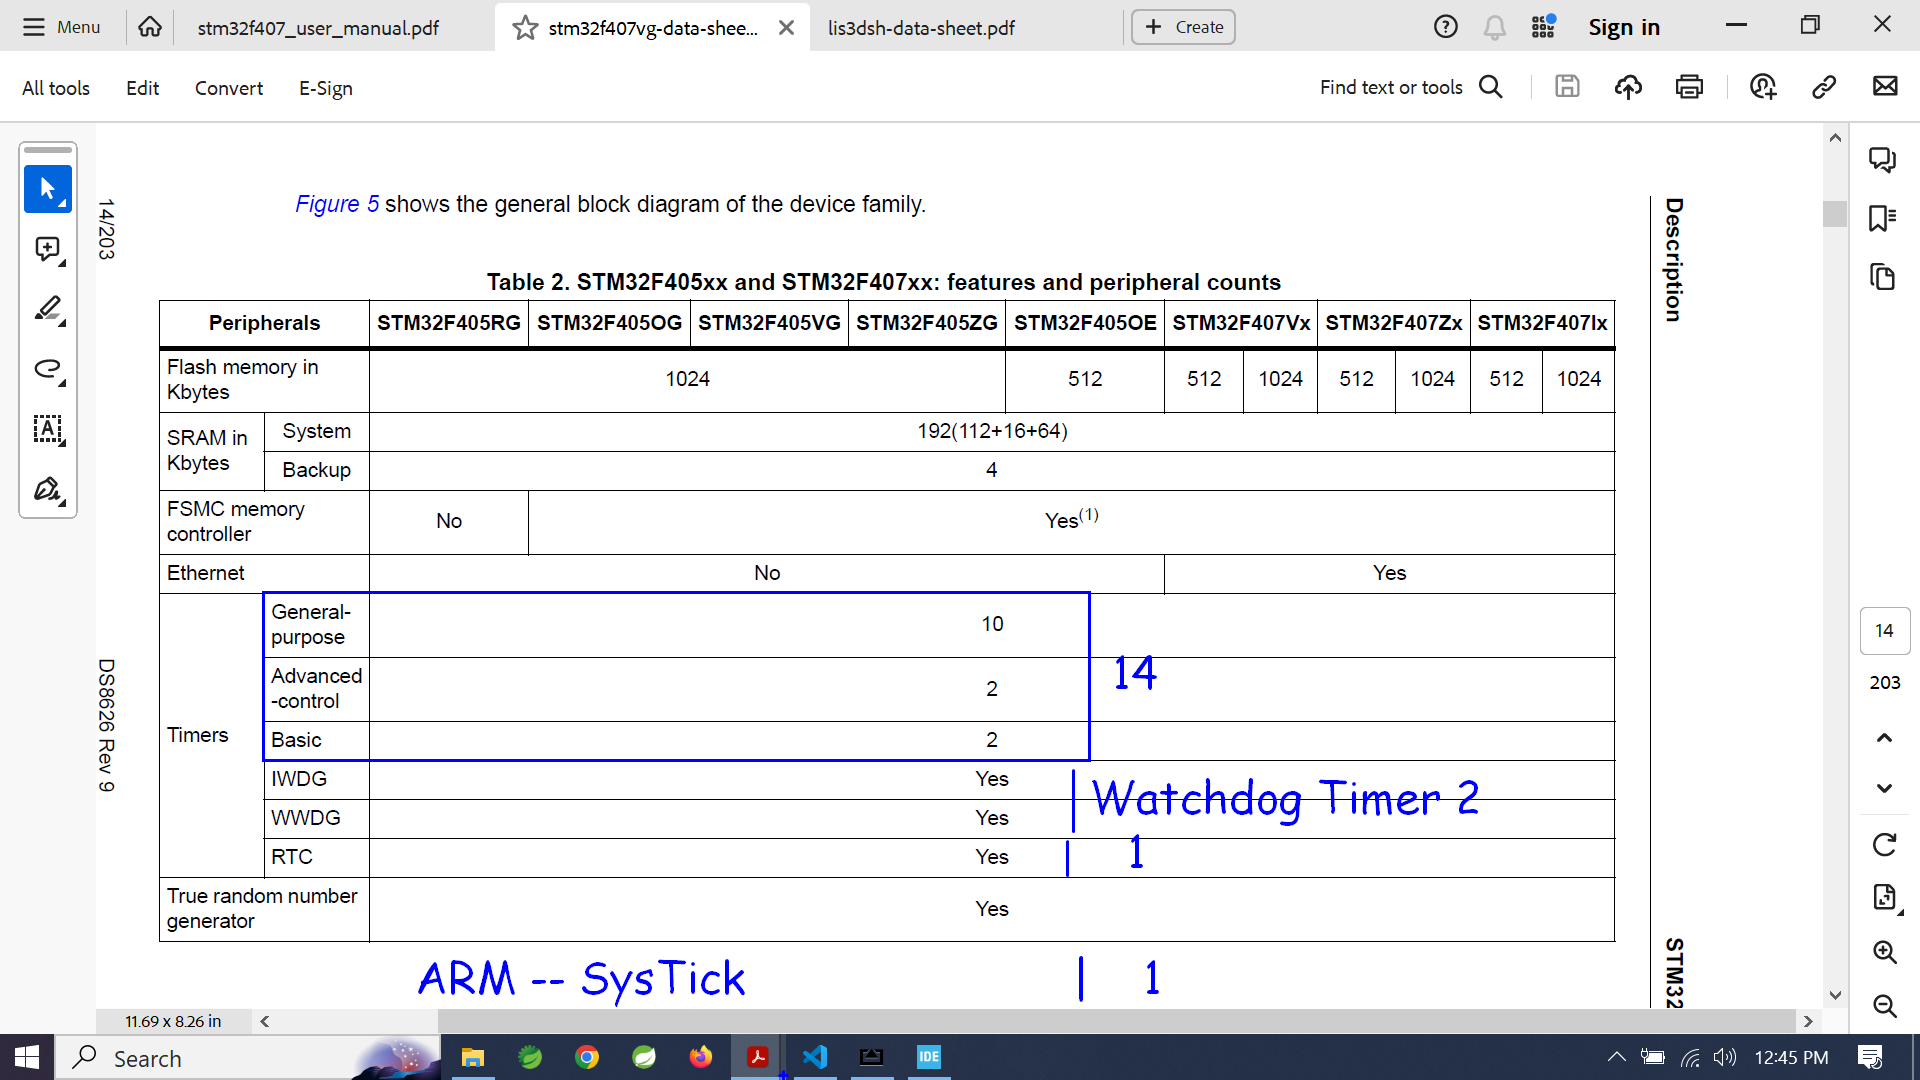 Menu
stm32f407_user_manual.pdf
stm32f407vg-data-shee...
lis3dsh-data-sheet.pdf
Create
Sign in
All tools
Edit
Convert
E-Sign
Find text or tools
14/203
DS8626 Rev 9
Figure 5 shows the general block diagram of the device family.
Table 2. STM32F405xx and STM32F407xx: features and peripheral counts
Peripherals STM32F405RG STM32F405OG STM32F405VG STM32F405ZG STM32F405OE STM32F407Vx STM32F407Zx STM32F407Ix
Flash memory in
Kbytes
1024 512 512 1024 512 1024 512 1024
SRAM in
Kbytes
System 192(112+16+64)
Backup 4
FSMC memory
controller
No Yes(1)
Ethernet No Yes
Timers
General-
purpose
10
Advanced
-control
2
14
Basic 2
IWDG Yes
WWDG Yes
Watchdog Timer 2
RTC Yes 1
True random number
generator
Yes
ARM -- SysTick 1
Description
STM32
14
203
11.69 x 8.26 in
Search
IDE
12:45 PM